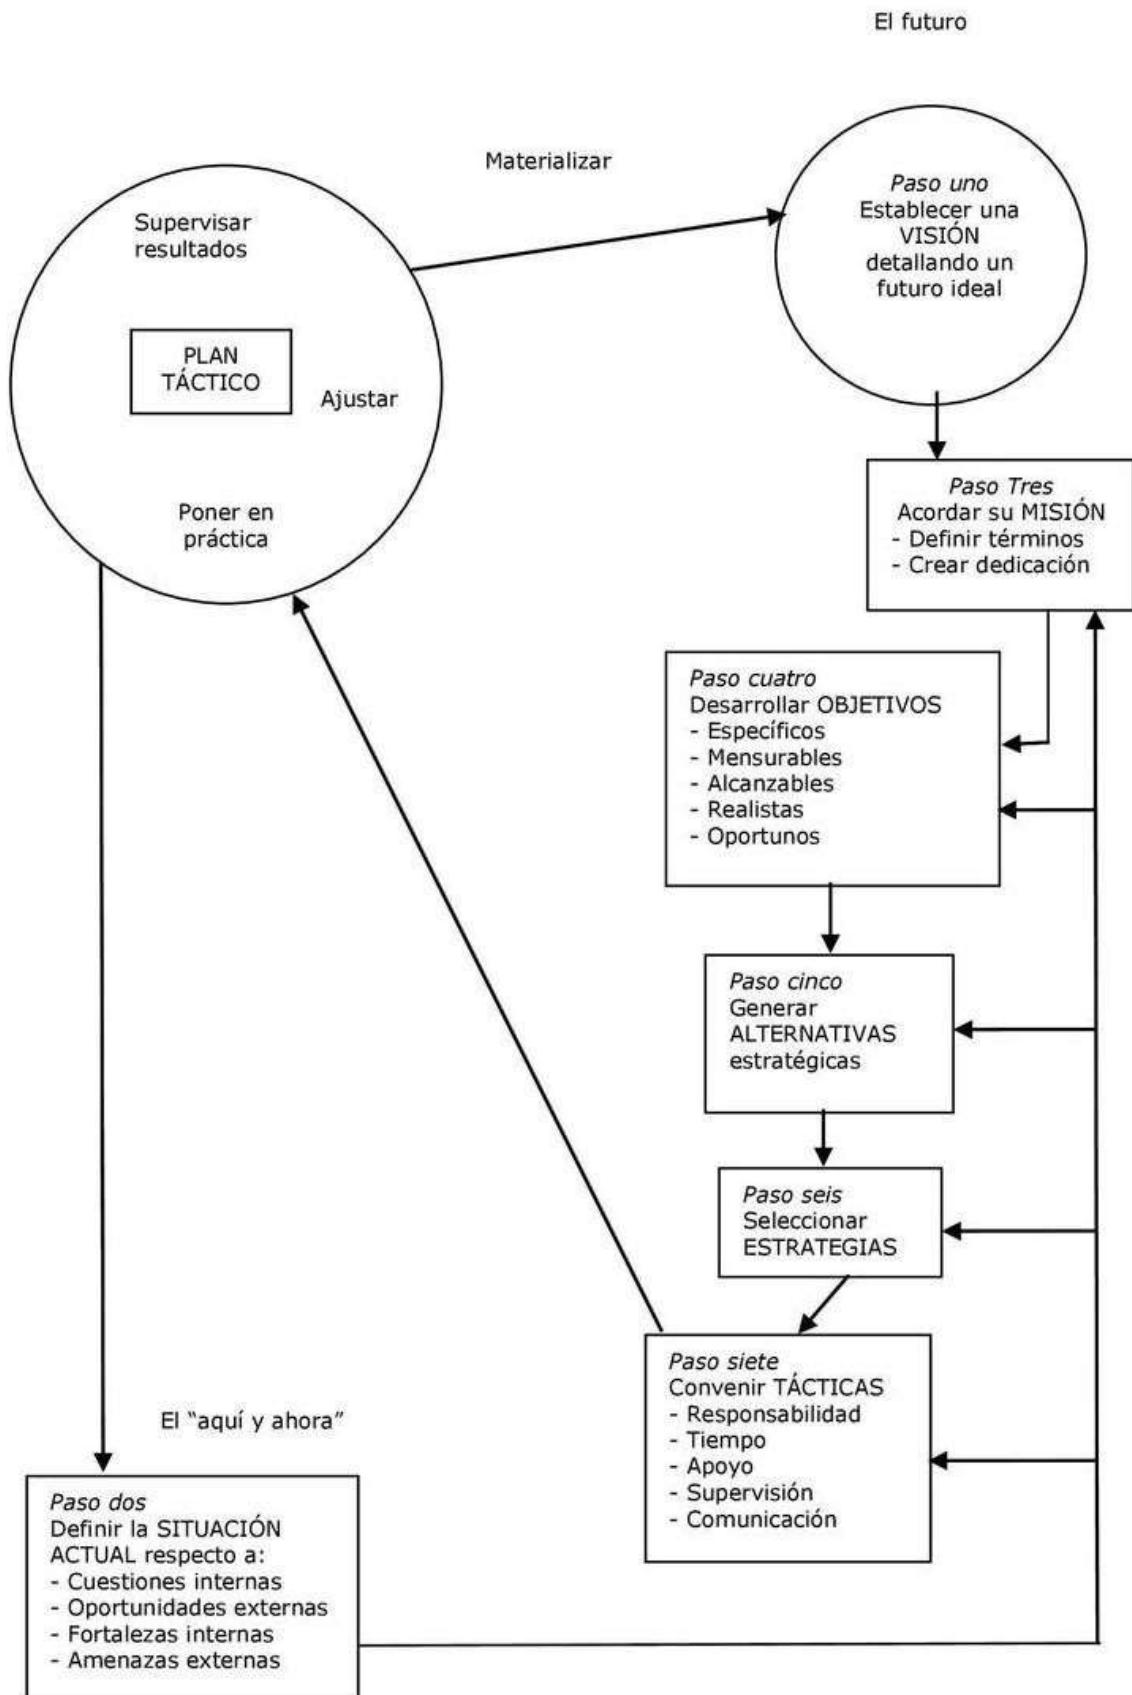 El futuro
Materializar
Supervisar
resultados
PLAN
TÁCTICO
Ajustar
Poner en
práctica
Paso uno
Establecer una
VISIÓN
detallando un
futuro ideal
Paso Tres
Acordar su MISIÓN
- Definir términos
- Crear dedicación
Paso cuatro
Desarrollar OBJETIVOS
- Específicos
- Mensurables
- Alcanzables
- Realistas
- Oportunos
Paso cinco
Generar
ALTERNATIVAS
estratégicas
Paso seis
Seleccionar
ESTRATEGIAS
Paso siete
Convenir TÁCTICAS
- Responsabilidad
- Tiempo
- Apoyo
- Supervisión
- Comunicación
El “aquí y ahora”
Paso dos
Definir la SITUACIÓN
ACTUAL respecto a:
- Cuestiones internas
- Oportunidades externas
- Fortalezas internas
- Amenazas externas